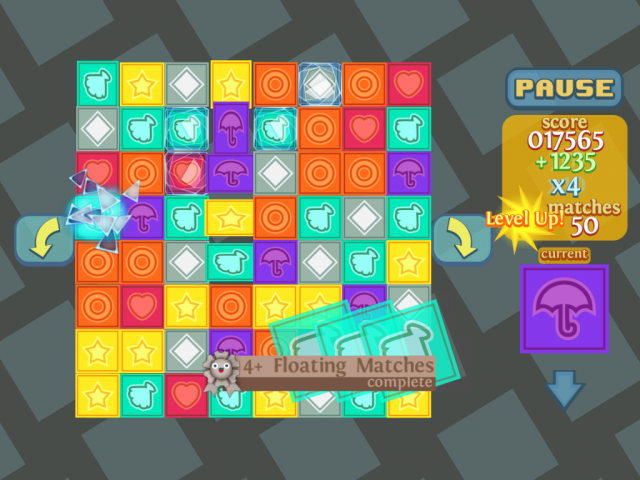 PAUSE
score
017565
+1235
x4
matches
Level Up!
50
current
4+ Floating Matches
complete